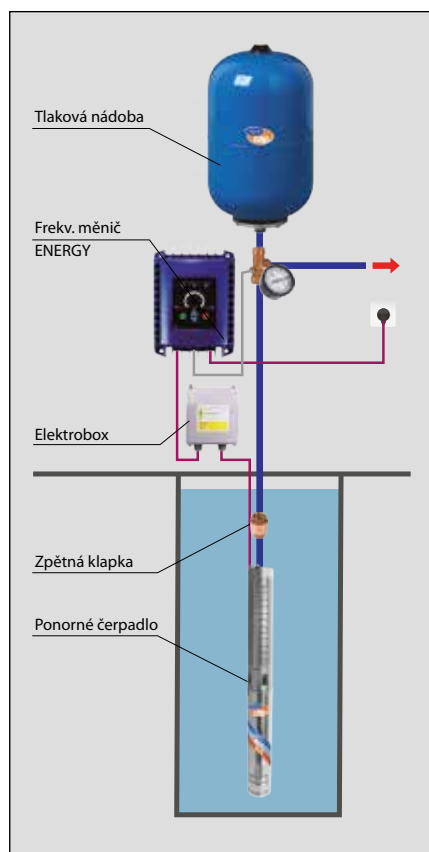 Tlaková nádoba
Frekv. měnič
ENERGY
Elektrobox
Zpětná klapka
Ponorné čerpadlo